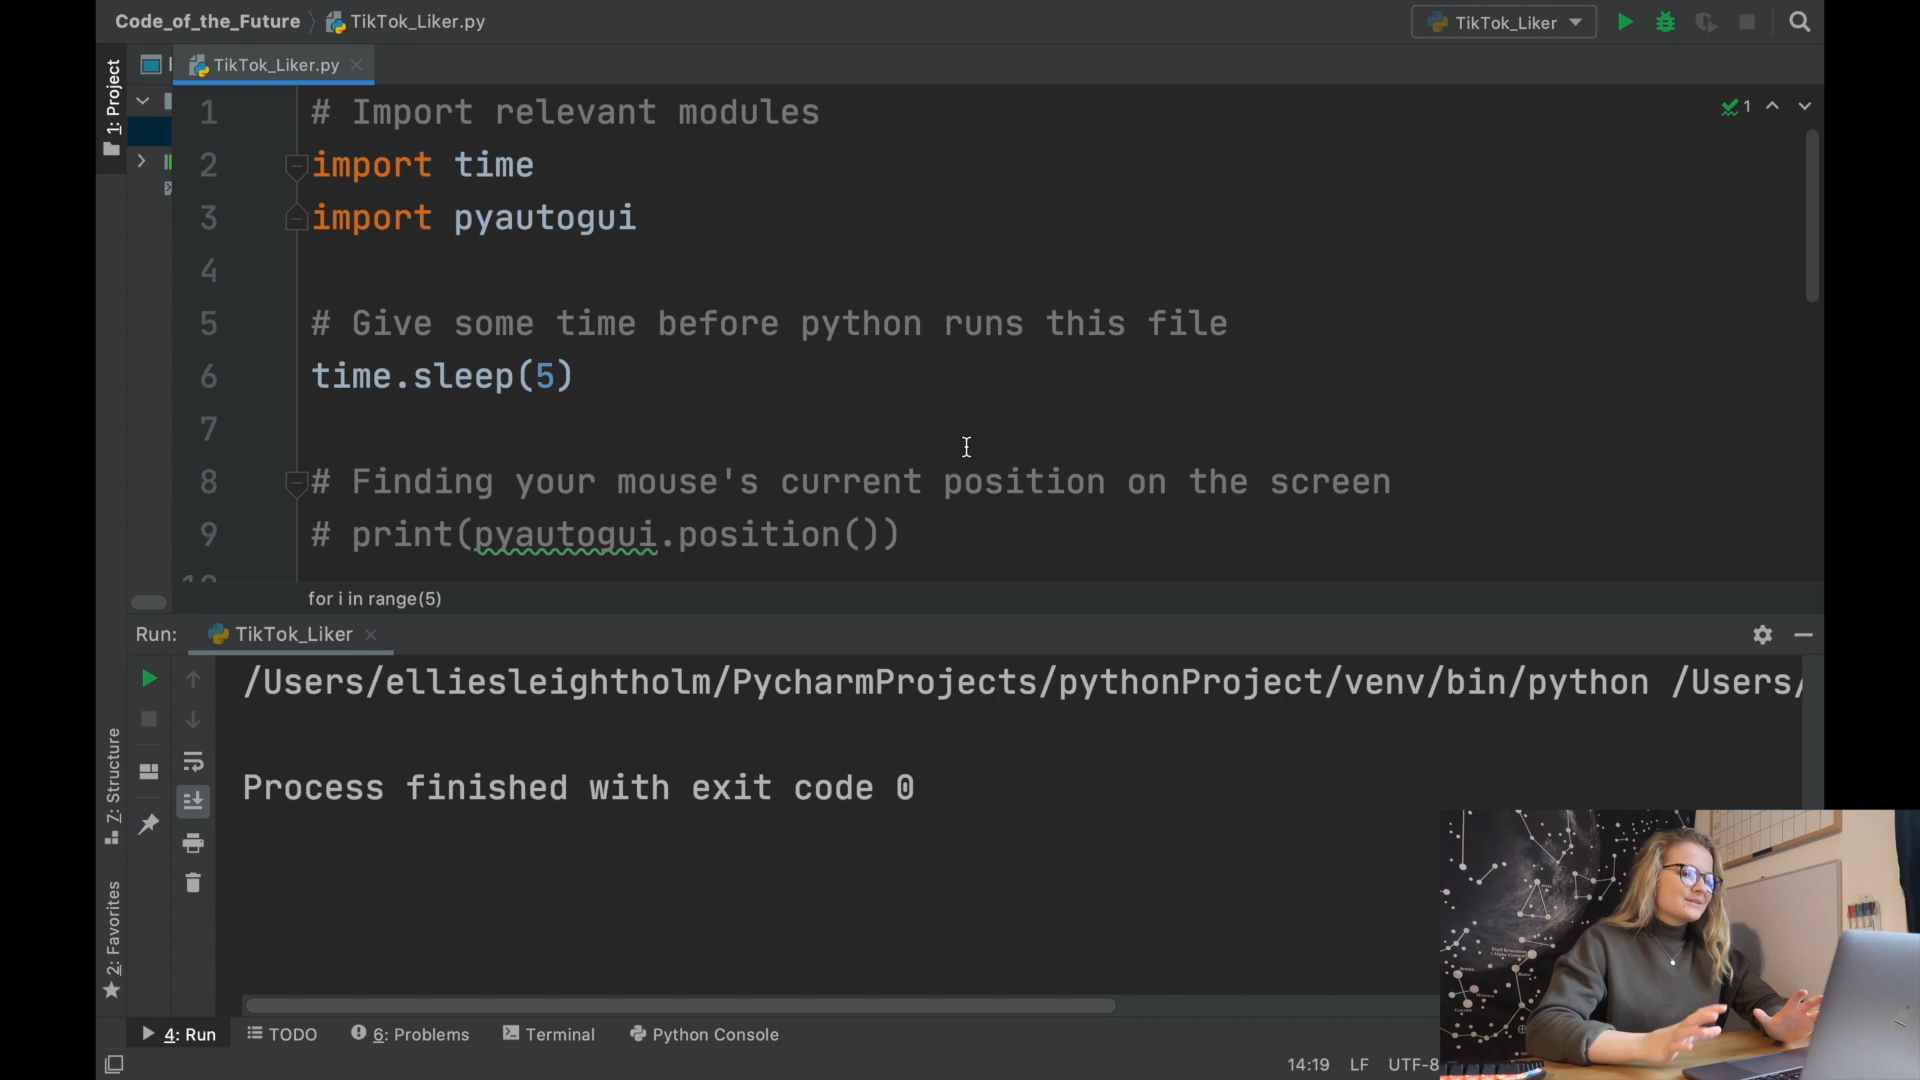 Code_of_the_Future
TikTok_Liker.py
TikTok_Liker
1: Project
TikTok_Liker.py
1
1 # Import relevant modules
2 import time
3 import pyautogui
4
5 # Give some time before python runs this file
6 time.sleep(5)
7
8 # Finding your mouse's current position on the screen
9 # print(pyautogui.position())
for i in range(5)
Run:
TikTok_Liker
/Users/elliesleightholm/PycharmProjects/pythonProject/venv/bin/python /Users/
Process finished with exit code 0
Z: Structure
2: Favorites
4: Run
TODO
6: Problems
Terminal
Python Console
14:19
LF
UTF-8